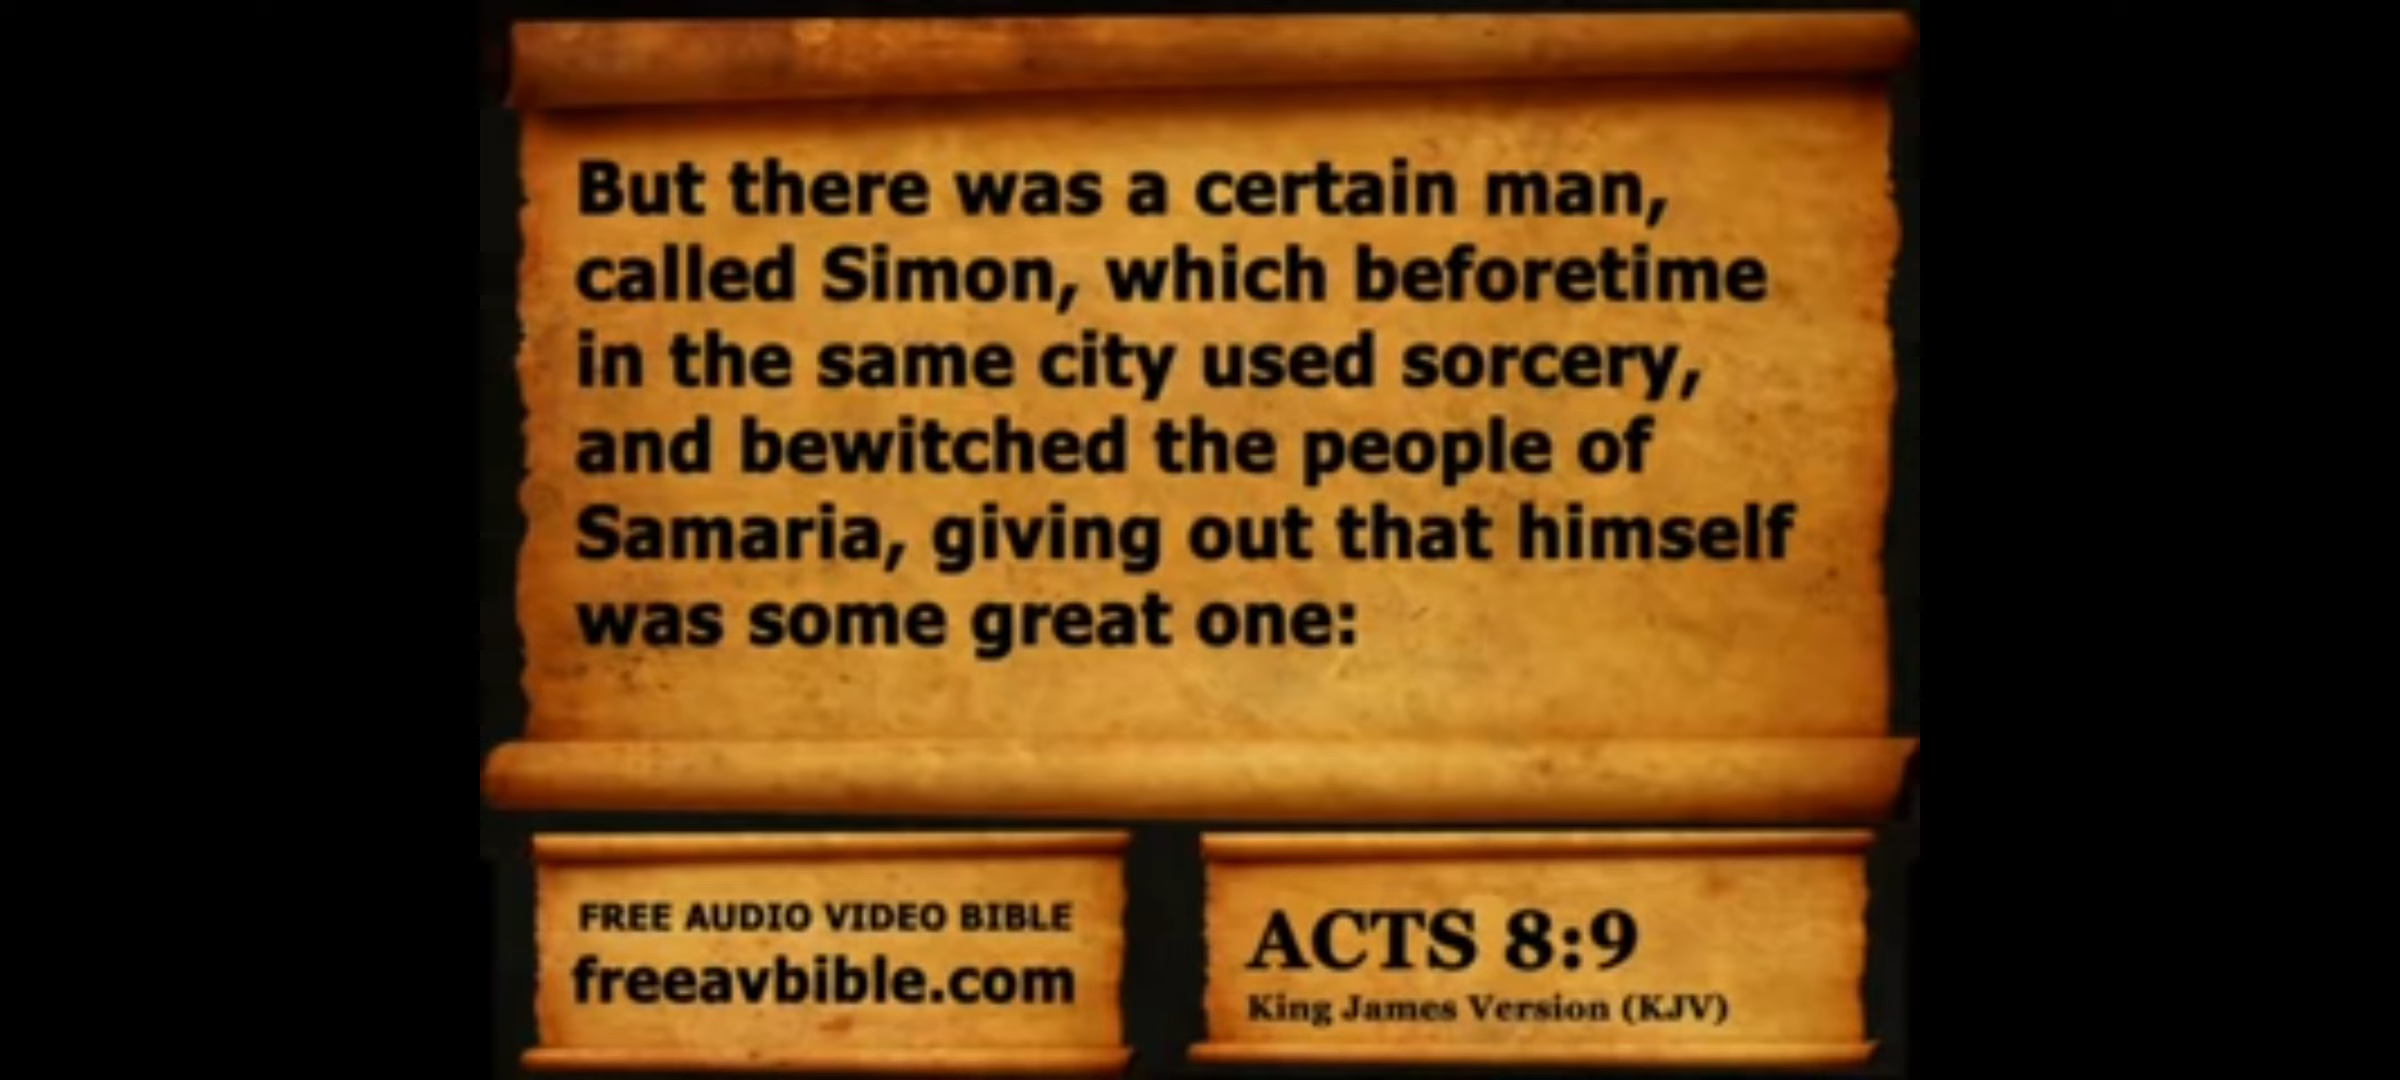 But there was a certain man,
called Simon, which beforetime
in the same city used sorcery,
and bewitched the people of
Samaria, giving out that himself
was some great one:
FREE AUDIO VIDEO BIBLE
freeavbible.com
ACTS 8:9
King James Version (KJV)